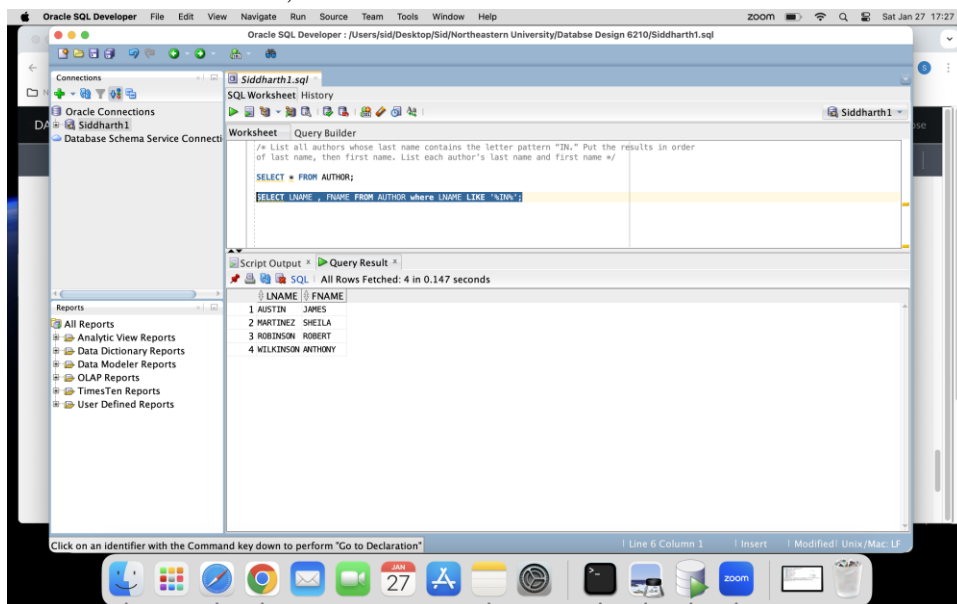 Oracle SQL Developer File Edit View Navigate Run Source Team Tools Window Help zoom Sat Jan 27 17:27
Oracle SQL Developer : /Users/sid/Desktop/Sid/Northeastern University/Databse Design 6210/Siddharth1.sql
Connections
Oracle Connections
Siddharth1
Database Schema Service Connecti
Siddharth1.sql
SQL Worksheet History
Siddharth1
Worksheet Query Builder
/* List all authors whose last name contains the letter pattern "IN." Put the results in order
of last name, then first name. List each author's last name and first name */
SELECT * FROM AUTHOR;
SELECT LNAME , FNAME FROM AUTHOR where LNAME LIKE '%IN%';
Script Output × Query Result ×
SQL | All Rows Fetched: 4 in 0.147 seconds
LNAME FNAME
1 AUSTIN JAMES
2 MARTINEZ SHEILA
3 ROBINSON ROBERT
4 WILKINSON ANTHONY
Reports
All Reports
Analytic View Reports
Data Dictionary Reports
Data Modeler Reports
OLAP Reports
TimesTen Reports
User Defined Reports
Click on an identifier with the Command key down to perform "Go to Declaration"
Line 6 Column 1 | Insert | Modified | Unix/Mac: LF
JAN
27
zoom